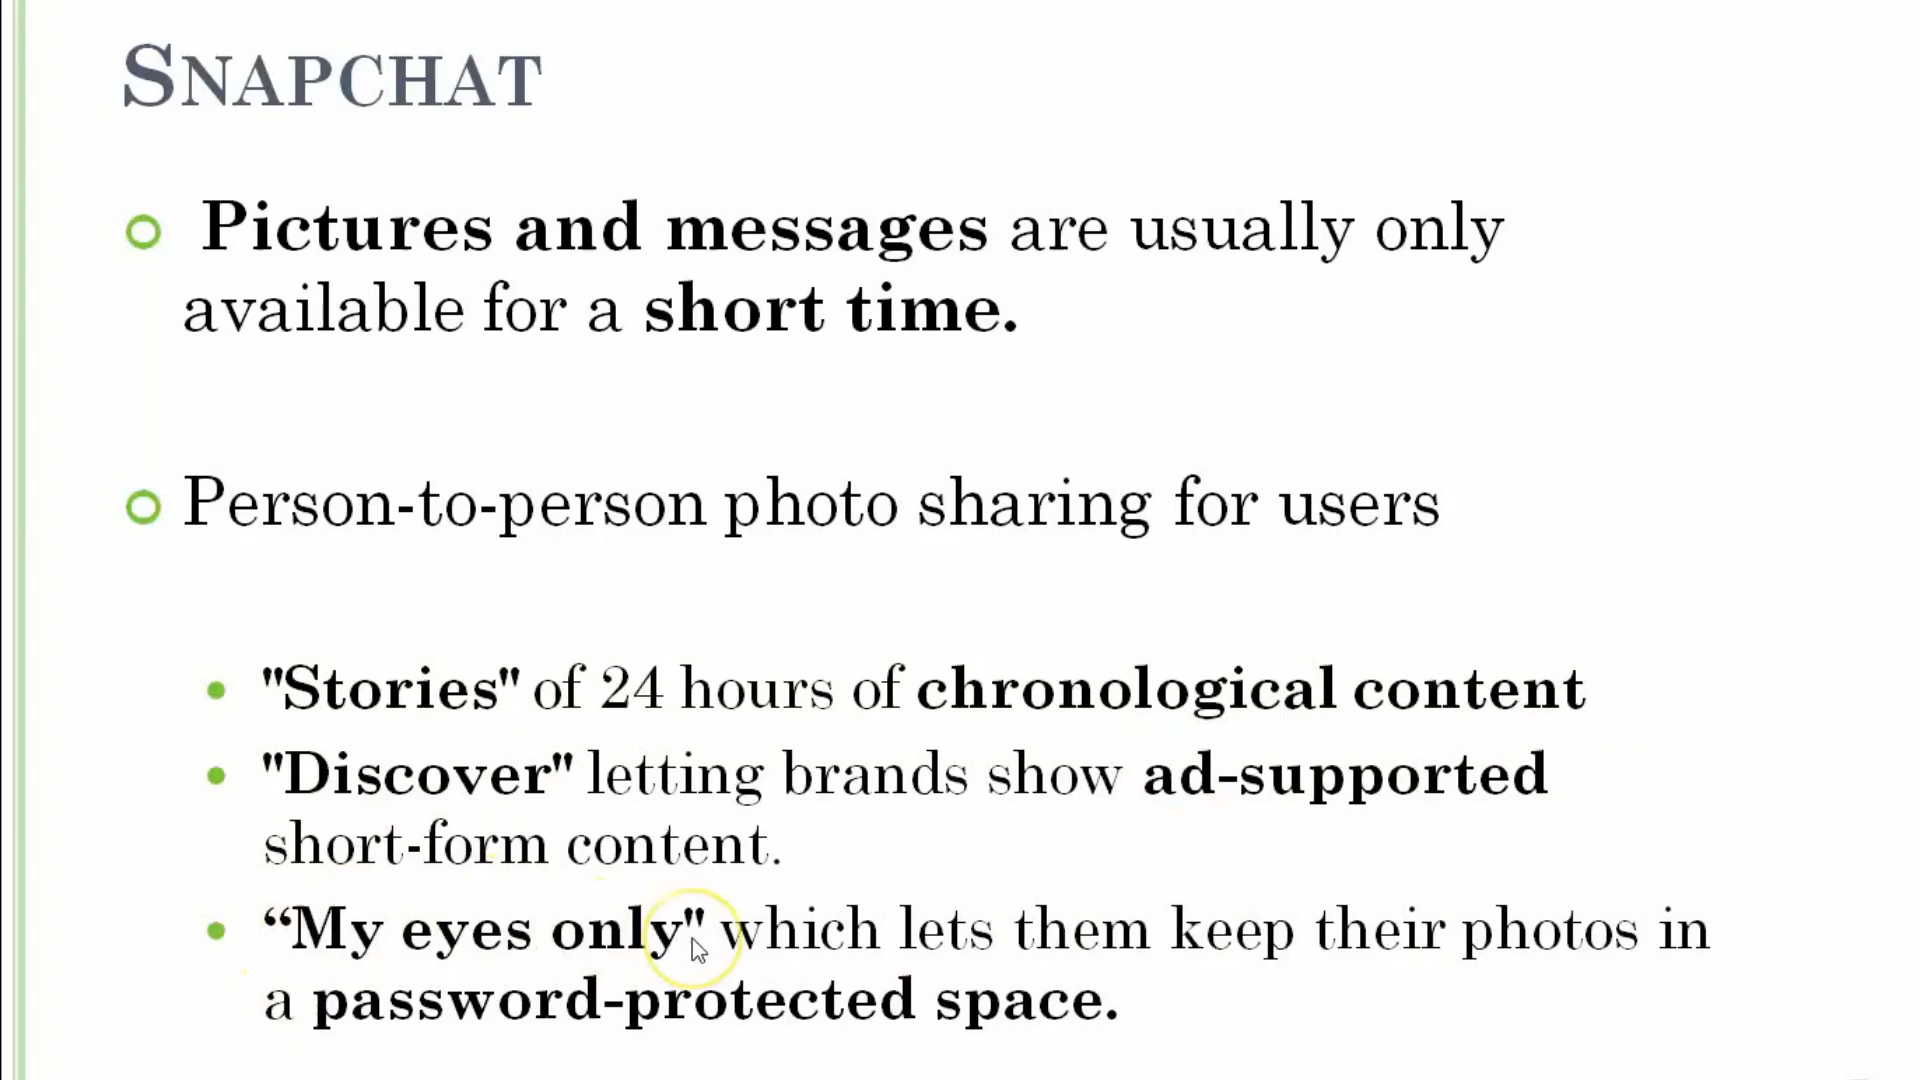 SNAPCHAT
Pictures and messages are usually only
available for a short time.
Person-to-person photo sharing for users
"Stories" of 24 hours of chronological content
"Discover" letting brands show ad-supported
short-form content.
“My eyes only" which lets them keep their photos in
a password-protected space.